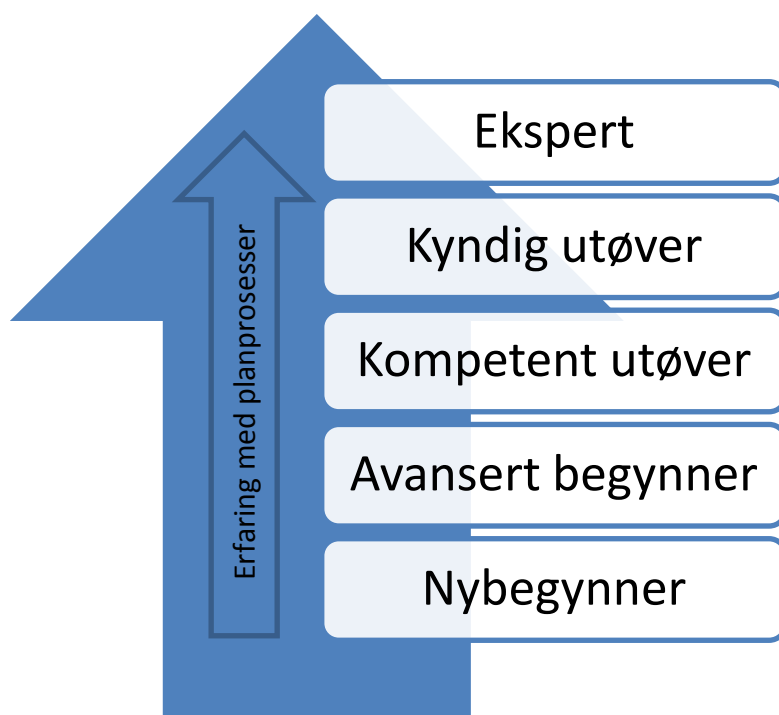 Ekspert
Kyndig utøver
Kompetent utøver
Avansert begynner
Nybegynner
Erfaring med planprosesser